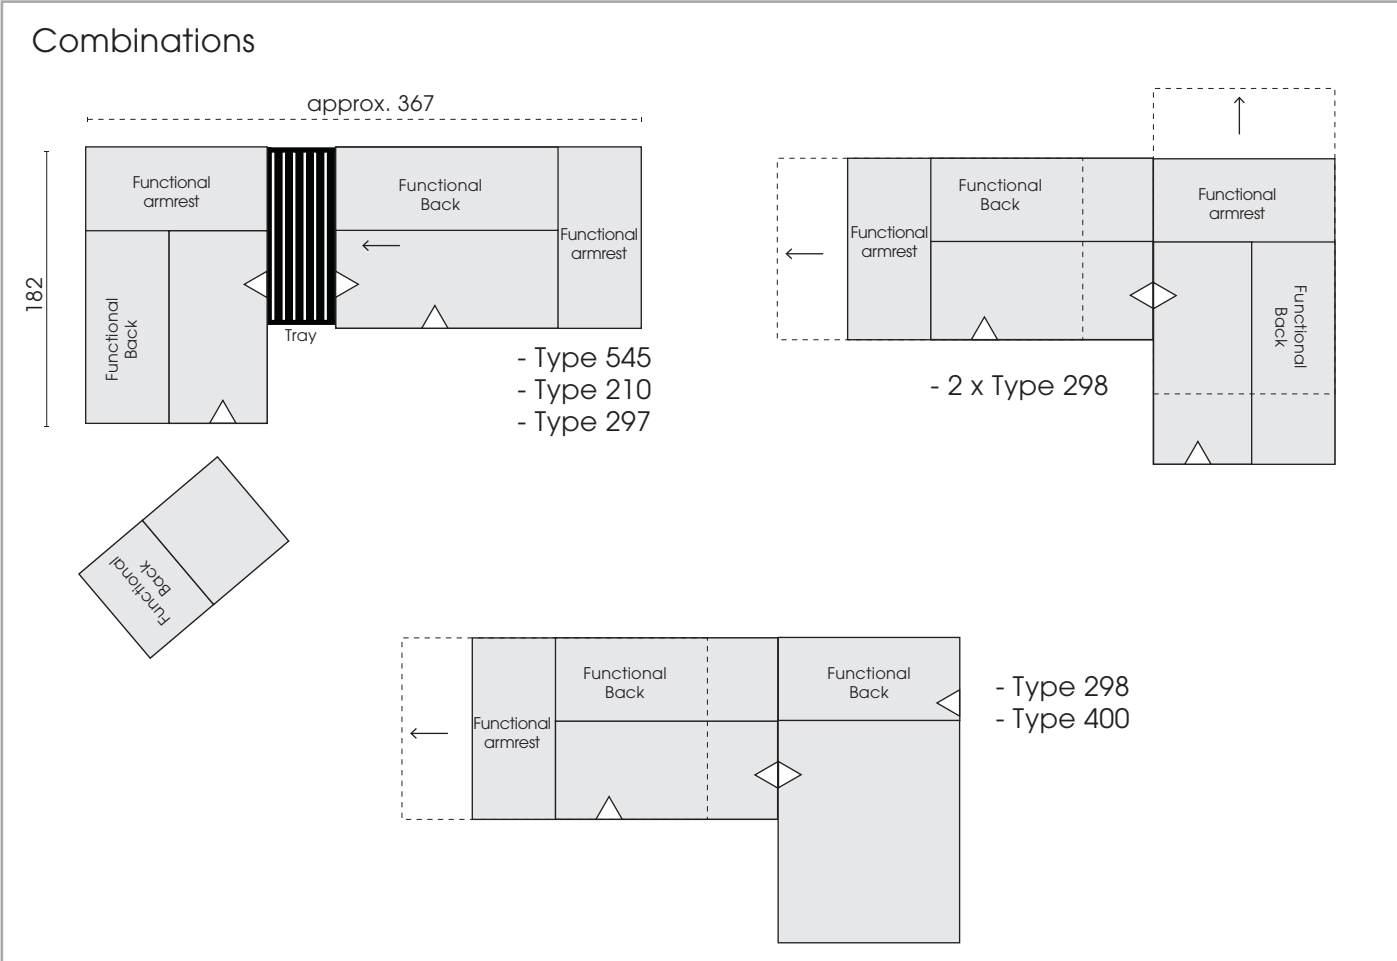 Combinations
approx. 367
182
Functional
armrest
Functional
Back
Functional
armrest
Functional
Back
Tray
- Type 545
- Type 210
- Type 297
Functional
Back
Functional
armrest
Functional
armrest
Functional
Back
- 2 x Type 298
Functional
Back
Functional
Back
Functional
armrest
Functional
Back
- Type 298
- Type 400